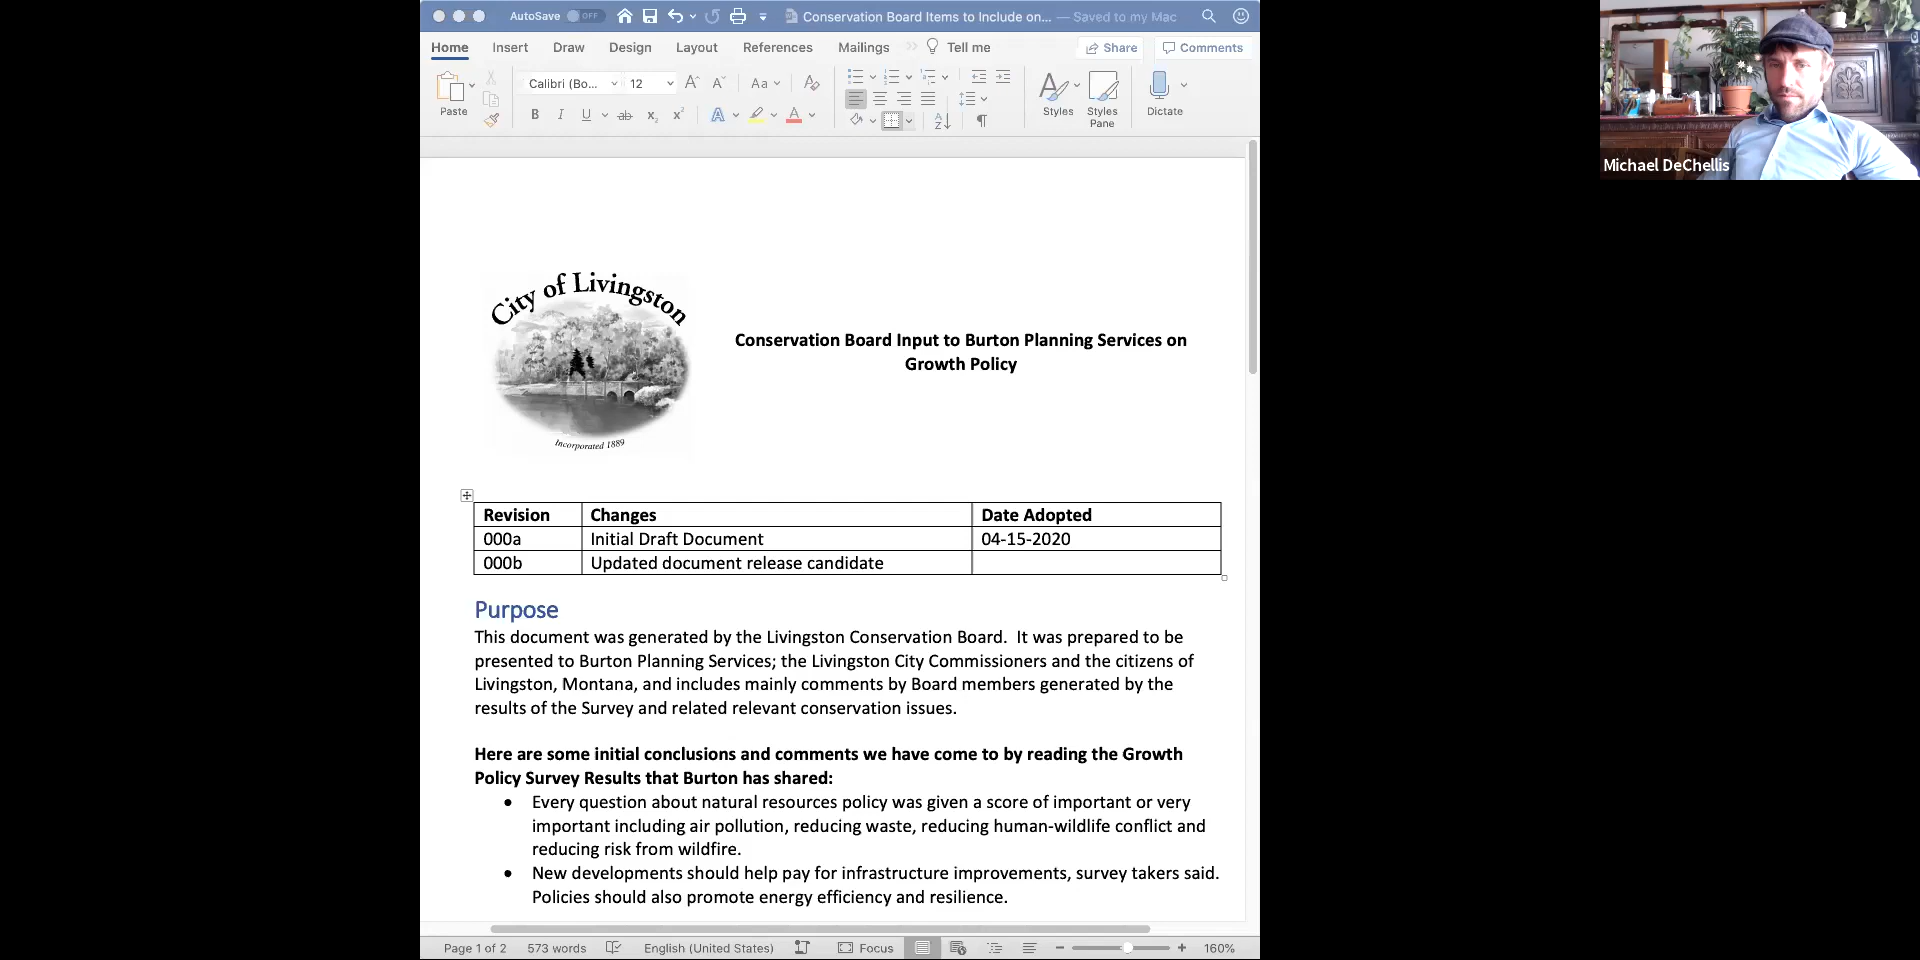 AutoSave OFF Conservation Board Items to Include on... — Saved to my Mac
Home Insert Draw Design Layout References Mailings Tell me Share Comments
Paste Calibri (Bo... 12 Styles Styles Pane Dictate
City of Livingston
Incorporated 1889
Conservation Board Input to Burton Planning Services on
Growth Policy
Revision Changes Date Adopted
000a Initial Draft Document 04-15-2020
000b Updated document release candidate
Purpose
This document was generated by the Livingston Conservation Board. It was prepared to be
presented to Burton Planning Services; the Livingston City Commissioners and the citizens of
Livingston, Montana, and includes mainly comments by Board members generated by the
results of the Survey and related relevant conservation issues.
Here are some initial conclusions and comments we have come to by reading the Growth
Policy Survey Results that Burton has shared:
• Every question about natural resources policy was given a score of important or very
important including air pollution, reducing waste, reducing human-wildlife conflict and
reducing risk from wildfire.
• New developments should help pay for infrastructure improvements, survey takers said.
Policies should also promote energy efficiency and resilience.
Page 1 of 2 573 words English (United States) Focus 160%
Michael DeChellis